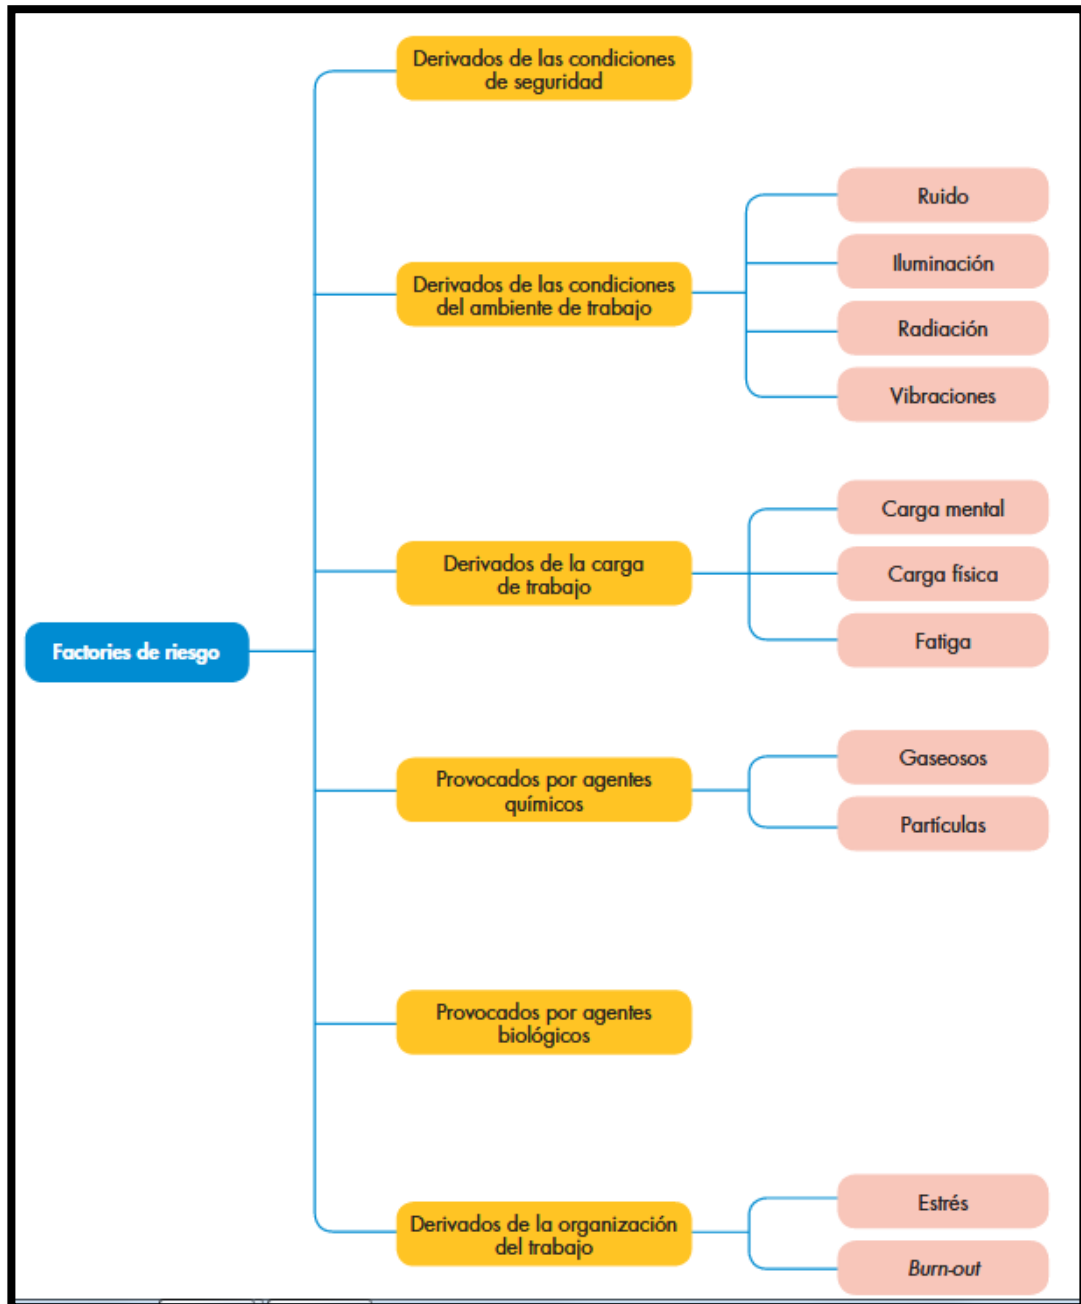 Derivados de las condiciones
de seguridad
Ruido
Iluminación
Derivados de las condiciones
del ambiente de trabajo
Radiación
Vibraciones
Carga mental
Derivados de la carga
de trabajo
Carga física
Fatiga
Factories de riesgo
Gaseosos
Provocados por agentes
químicos
Partículas
Provocados por agentes
biológicos
Estrés
Derivados de la organización
del trabajo
Burn-out